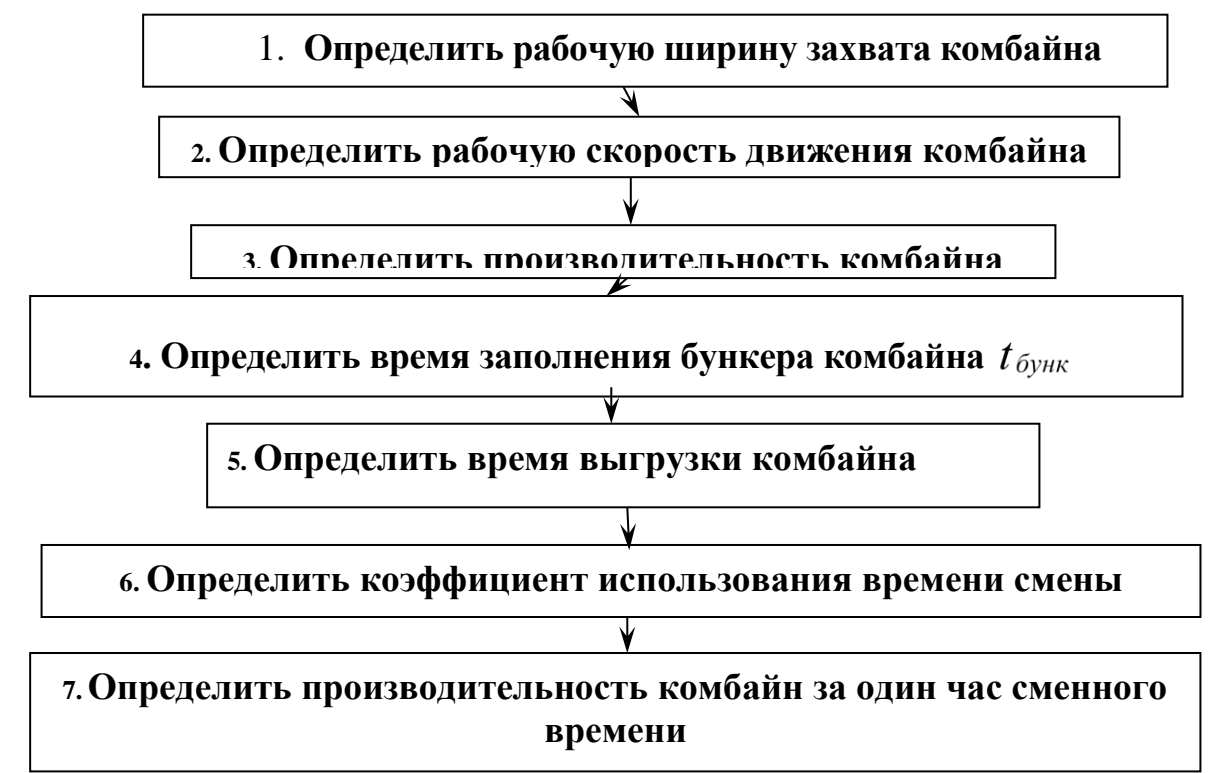 1. Определить рабочую ширину захвата комбайна
2. Определить рабочую скорость движения комбайна
3. Определить производительность комбайна
4. Определить время заполнения бункера комбайна t бунк
5. Определить время выгрузки комбайна
6. Определить коэффициент использования времени смены
7. Определить производительность комбайн за один час сменного
времени